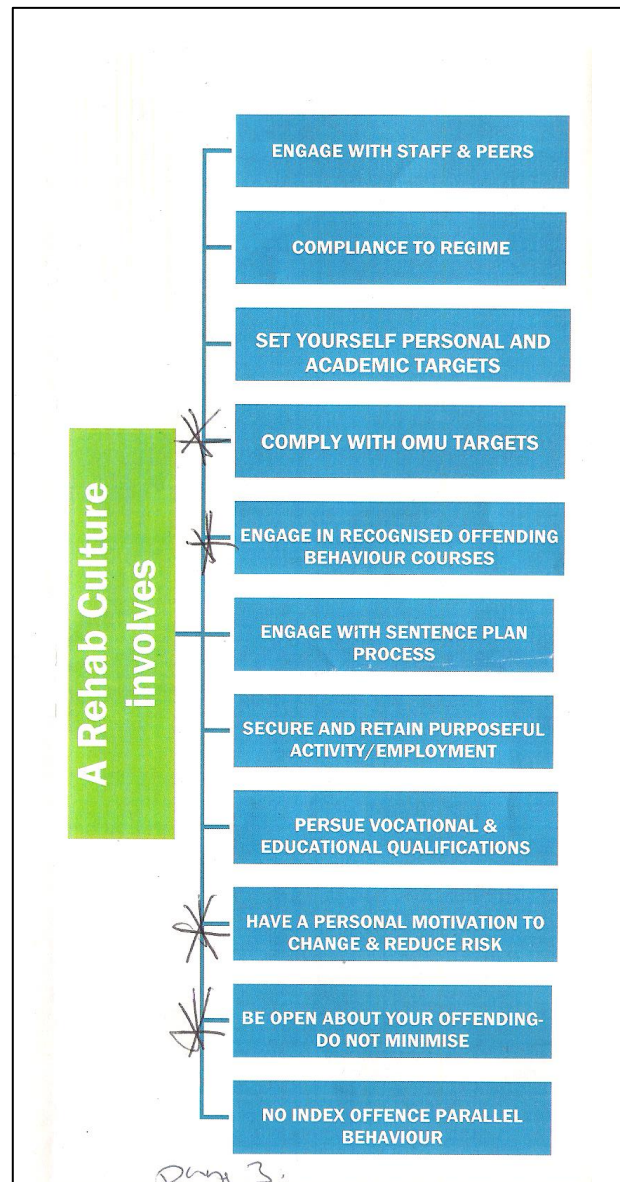 A Rehab Culture
involves
ENGAGE WITH STAFF & PEERS
COMPLIANCE TO REGIME
SET YOURSELF PERSONAL AND
ACADEMIC TARGETS
COMPLY WITH OMU TARGETS
ENGAGE IN RECOGNISED OFFENDING
BEHAVIOUR COURSES
ENGAGE WITH SENTENCE PLAN
PROCESS
SECURE AND RETAIN PURPOSEFUL
ACTIVITY/EMPLOYMENT
PERSUE VOCATIONAL &
EDUCATIONAL QUALIFICATIONS
HAVE A PERSONAL MOTIVATION TO
CHANGE & REDUCE RISK
BE OPEN ABOUT YOUR OFFENDING-
DO NOT MINIMISE
NO INDEX OFFENCE PARALLEL
BEHAVIOUR
3.